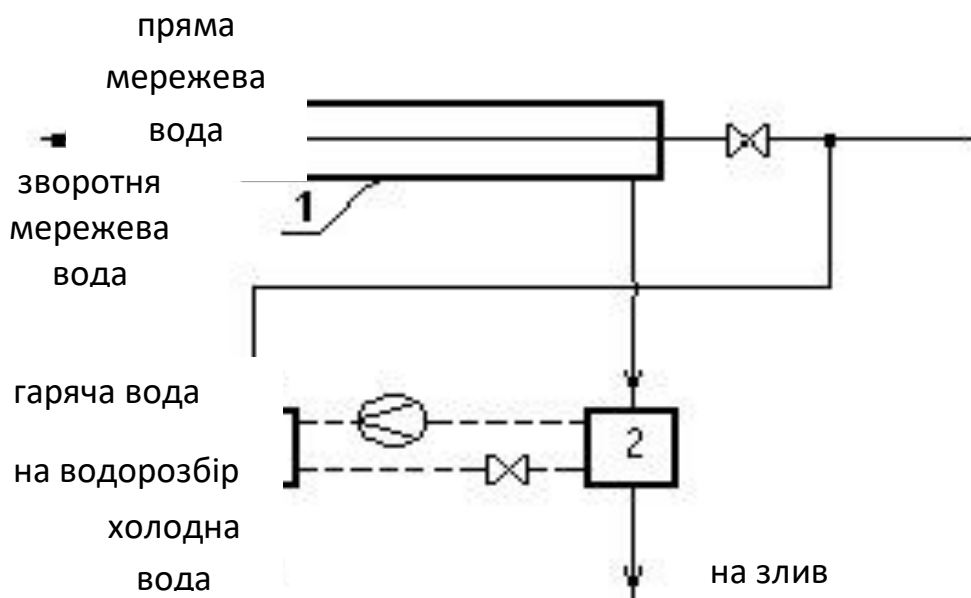 пряма
мережева
вода
зворотня
мережева
вода
1
гаряча вода
на водорозбір
холодна
вода
2
на злив